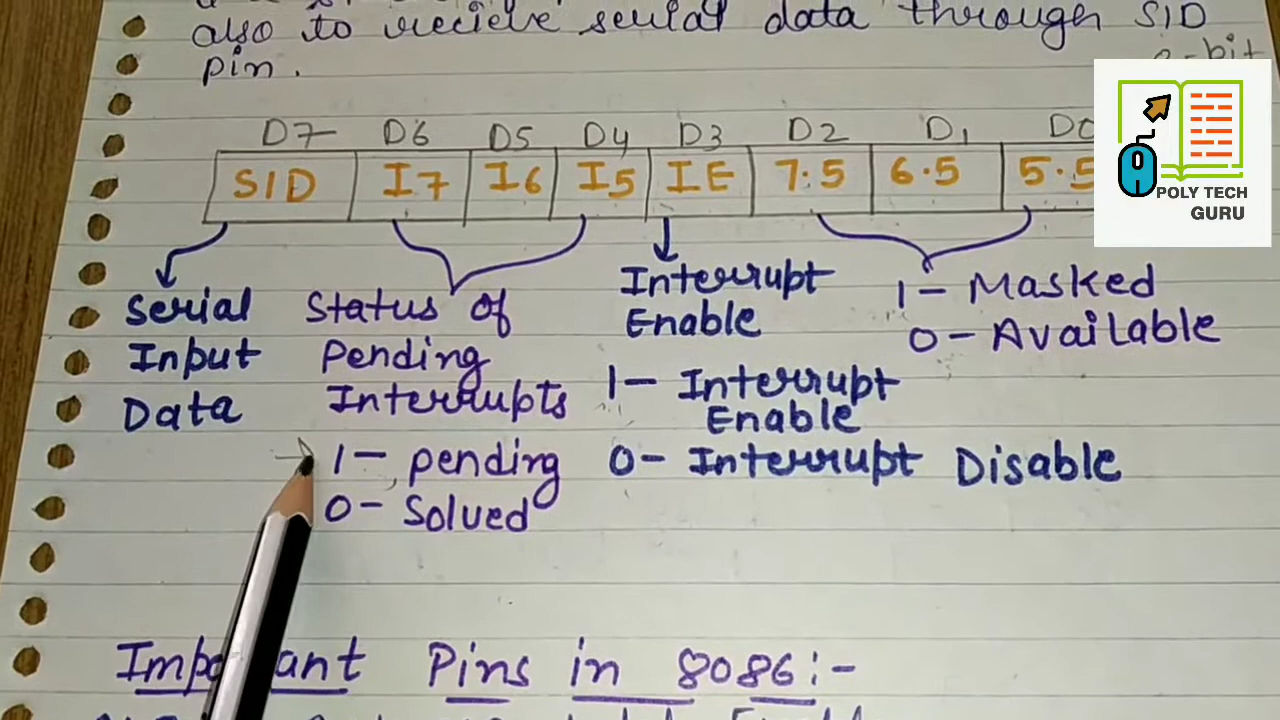 also to recieve serial data through SID
pin.
D7 D6 D5 D4 D3 D2 D1 D0
SID I7 I6 I5 IE 7.5 6.5 5.5
POLY TECH
GURU
Serial
Input
Data
Status of
Pending
Interrupts
1- pending
0- Solved
Interrupt
Enable
1- Interrupt
Enable
0- Interrupt Disable
1- Masked
0- Available
Important Pins in 8086:-